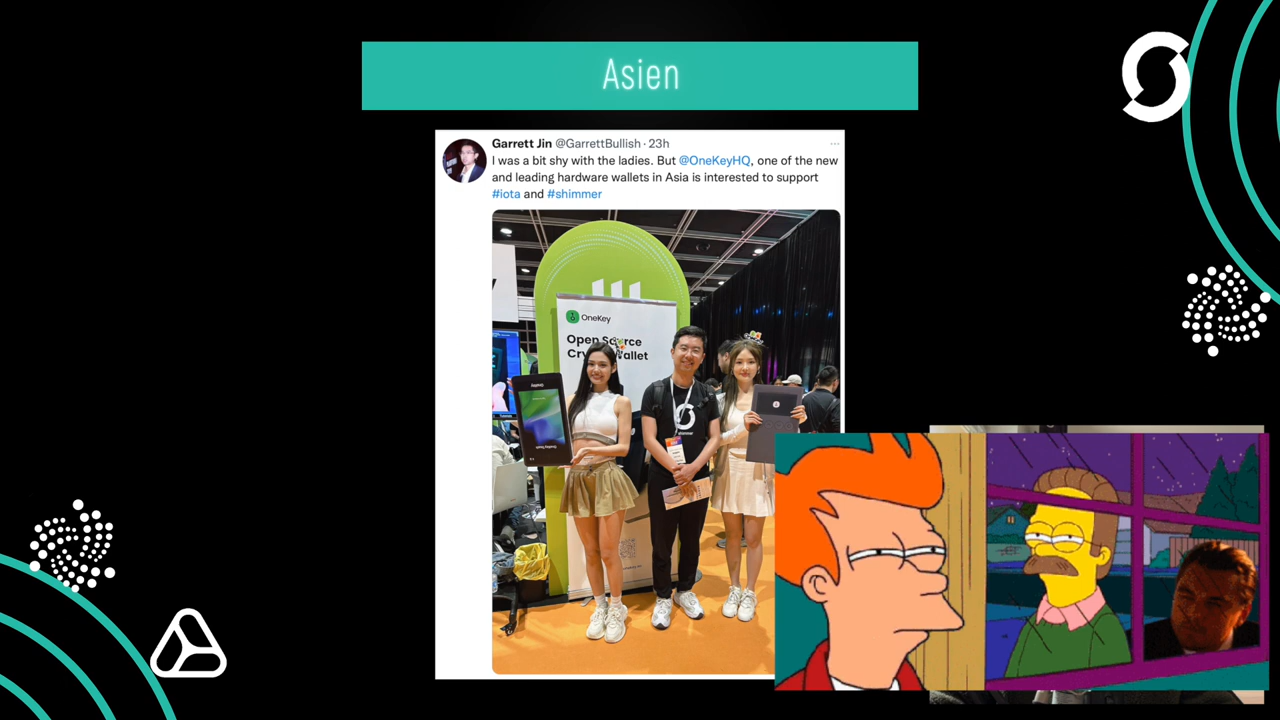 Asien
Garrett Jin @GarrettBullish · 23h
I was a bit shy with the ladies. But @OneKeyHQ, one of the new
and leading hardware wallets in Asia is interested to support
#iota and #shimmer
OneKey
Open Source
Crypto Wallet
shimmer